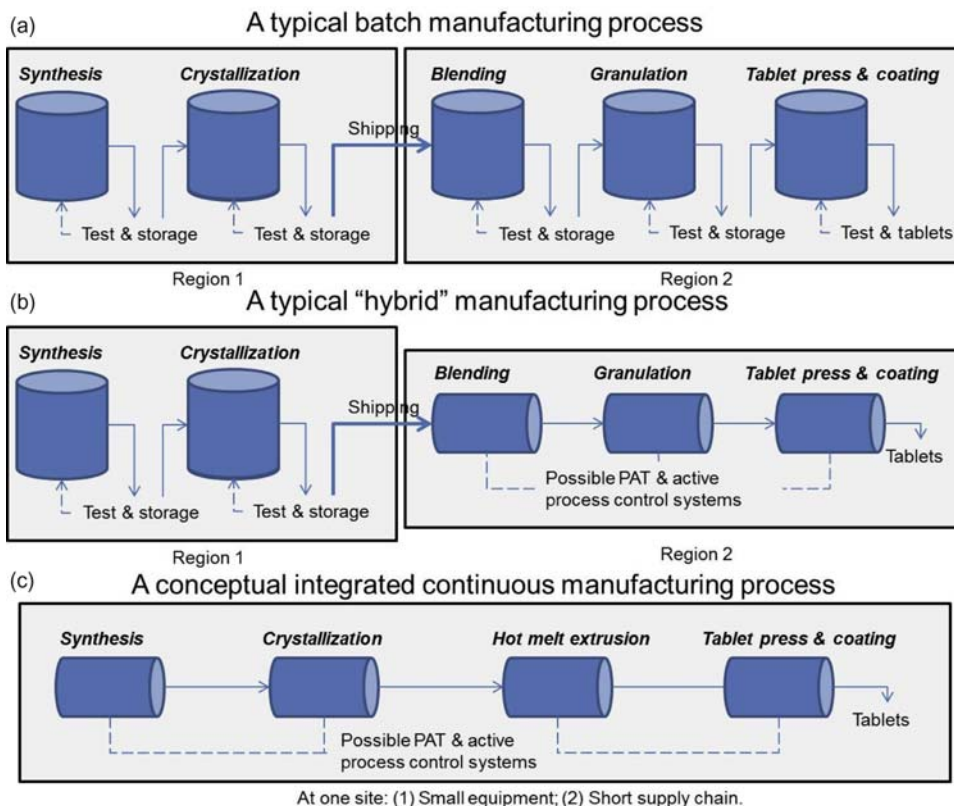 (a)
A typical batch manufacturing process
Synthesis
Crystallization
Blending
Granulation
Tablet press & coating
Shipping
Test & storage
Test & storage
Test & storage
Test & storage
Test & tablets
Region 1
Region 2
(b)
A typical “hybrid” manufacturing process
Synthesis
Crystallization
Blending
Granulation
Tablet press & coating
Shipping
Tablets
Possible PAT & active
process control systems
Test & storage
Test & storage
Region 1
Region 2
(c)
A conceptual integrated continuous manufacturing process
Synthesis
Crystallization
Hot melt extrusion
Tablet press & coating
Tablets
Possible PAT & active
process control systems
At one site: (1) Small equipment; (2) Short supply chain.